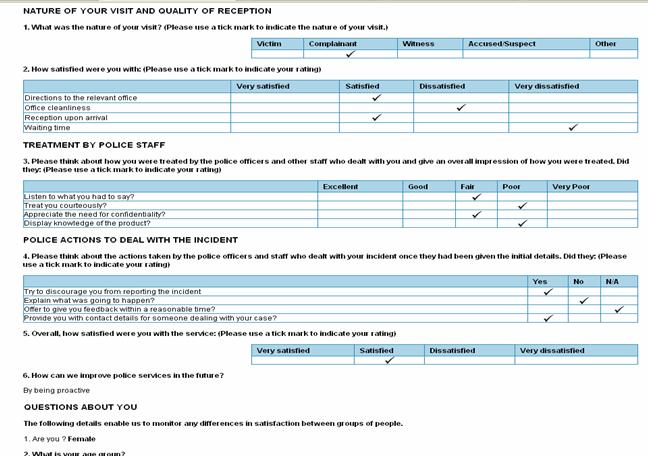 NATURE OF YOUR VISIT AND QUALITY OF RECEPTION
1. What was the nature of your visit? (Please use a tick mark to indicate the nature of your visit.)
Victim Complainant Witness Accused/Suspect Other
✓
2. How satisfied were you with: (Please use a tick mark to indicate your rating)
Very satisfied Satisfied Dissatisfied Very dissatisfied
Directions to the relevant office ✓
Office cleanliness ✓
Reception upon arrival ✓
Waiting time ✓
TREATMENT BY POLICE STAFF
3. Please think about how you were treated by the police officers and other staff who dealt with you and give an overall impression of how you were treated. Did
they: (Please use a tick mark to indicate your rating)
Excellent Good Fair Poor Very Poor
Listen to what you had to say? ✓
Treat you courteously? ✓
Appreciate the need for confidentiality? ✓
Display knowledge of the product? ✓
POLICE ACTIONS TO DEAL WITH THE INCIDENT
4. Please think about the actions taken by the police officers and staff who dealt with your incident once they had been given the initial details. Did they: (Please
use a tick mark to indicate your rating)
Yes No N/A
Try to discourage you from reporting the incident ✓
Explain what was going to happen? ✓
Offer to give you feedback within a reasonable time? ✓
Provide you with contact details for someone dealing with your case? ✓
5. Overall, how satisfied were you with the service: (Please use a tick mark to indicate your rating)
Very satisfied Satisfied Dissatisfied Very dissatisfied
✓
6. How can we improve police services in the future?
By being proactive
QUESTIONS ABOUT YOU
The following details enable us to monitor any differences in satisfaction between groups of people.
1. Are you ? Female
2. What is your age group?